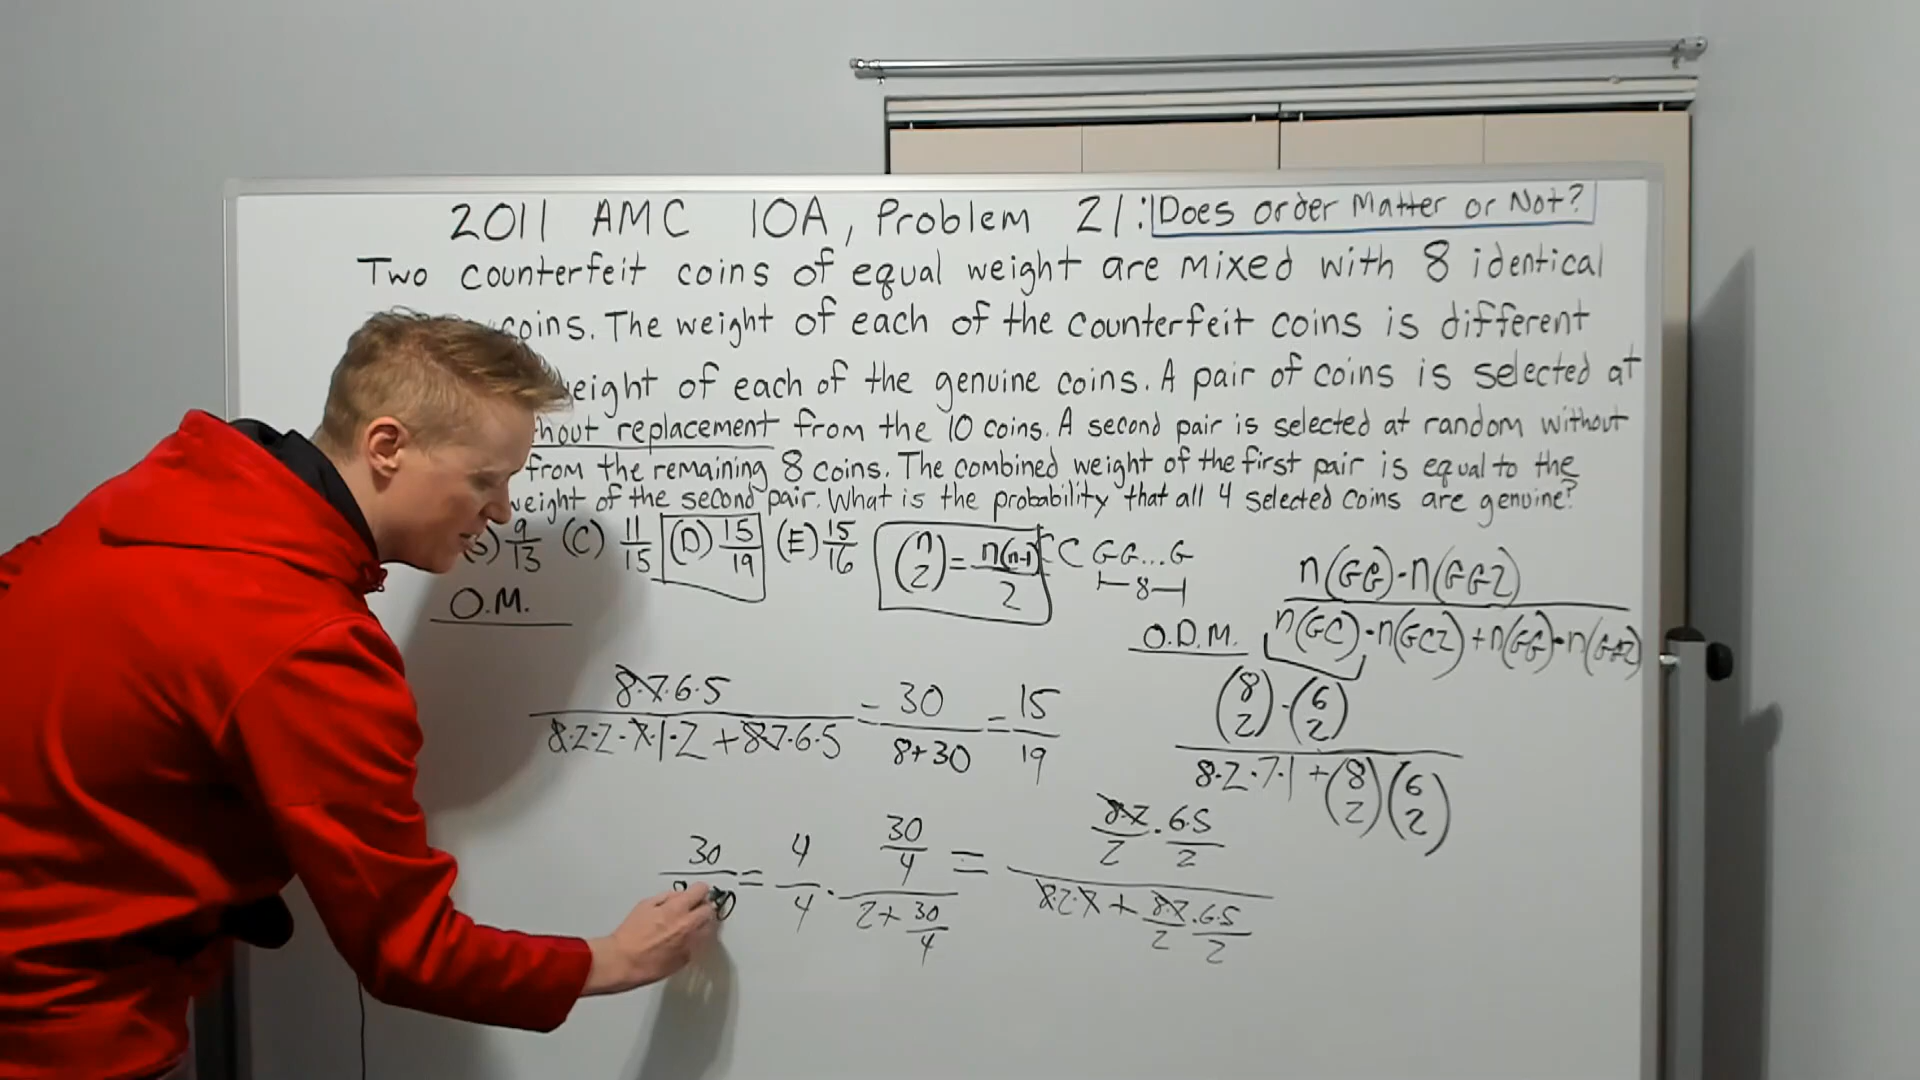 2011 AMC 10A, Problem 21: Does order Matter or Not?
Two counterfeit coins of equal weight are mixed with 8 identical
coins. The weight of each of the counterfeit coins is different
weight of each of the genuine coins. A pair of coins is selected at
replacement from the 10 coins. A second pair is selected at random without
from the remaining 8 coins. The combined weight of the first pair is equal to the
weight of the second pair. What is the probability that all 4 selected coins are genuine?
9/13 (C) 11/15 (D) 15/19 (E) 15/16 (n 2) = n(n-1)/2 C GG...G
8
n(GG)·n(GG2)
n(GC)·n(GC2)+n(GG)·n(GG2)
O.M.
O.D.M.
8·7·6·5 / 8·2·7·1·2+8·7·6·5 = 30/8+30 = 15/19
(8 2)·(6 2) / 8·2·7·1+(8 2)(6 2)
30 = 4/4 · 30/4 / 2+30/4 = 8·7/2·6·5/2 / 8·2·7+8·7/2·6·5/2